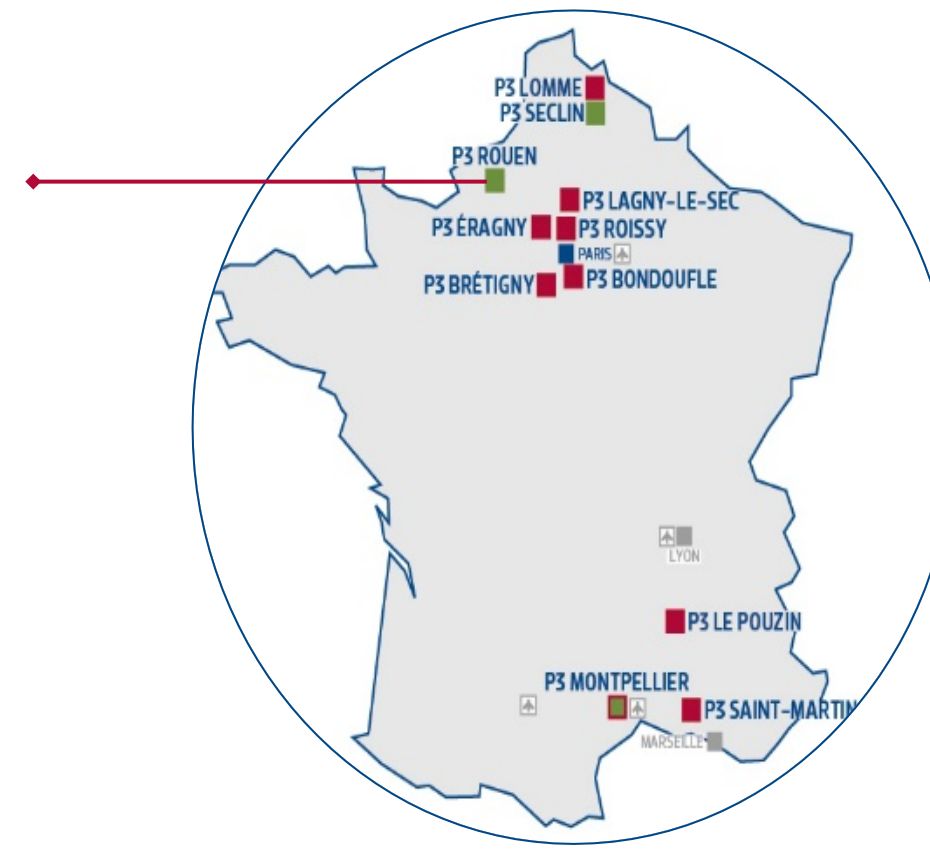 P3 LOMME
P3 SECLIN
P3 ROUEN
P3 LAGNY-LE-SEC
P3 ÉRAGNY
P3 ROISSY
PARIS
P3 BRÉTIGNY
P3 BONDOUFLE
LYON
P3 LE POUZIN
P3 MONTPELLIER
P3 SAINT-MARTIN
MARSEILLE